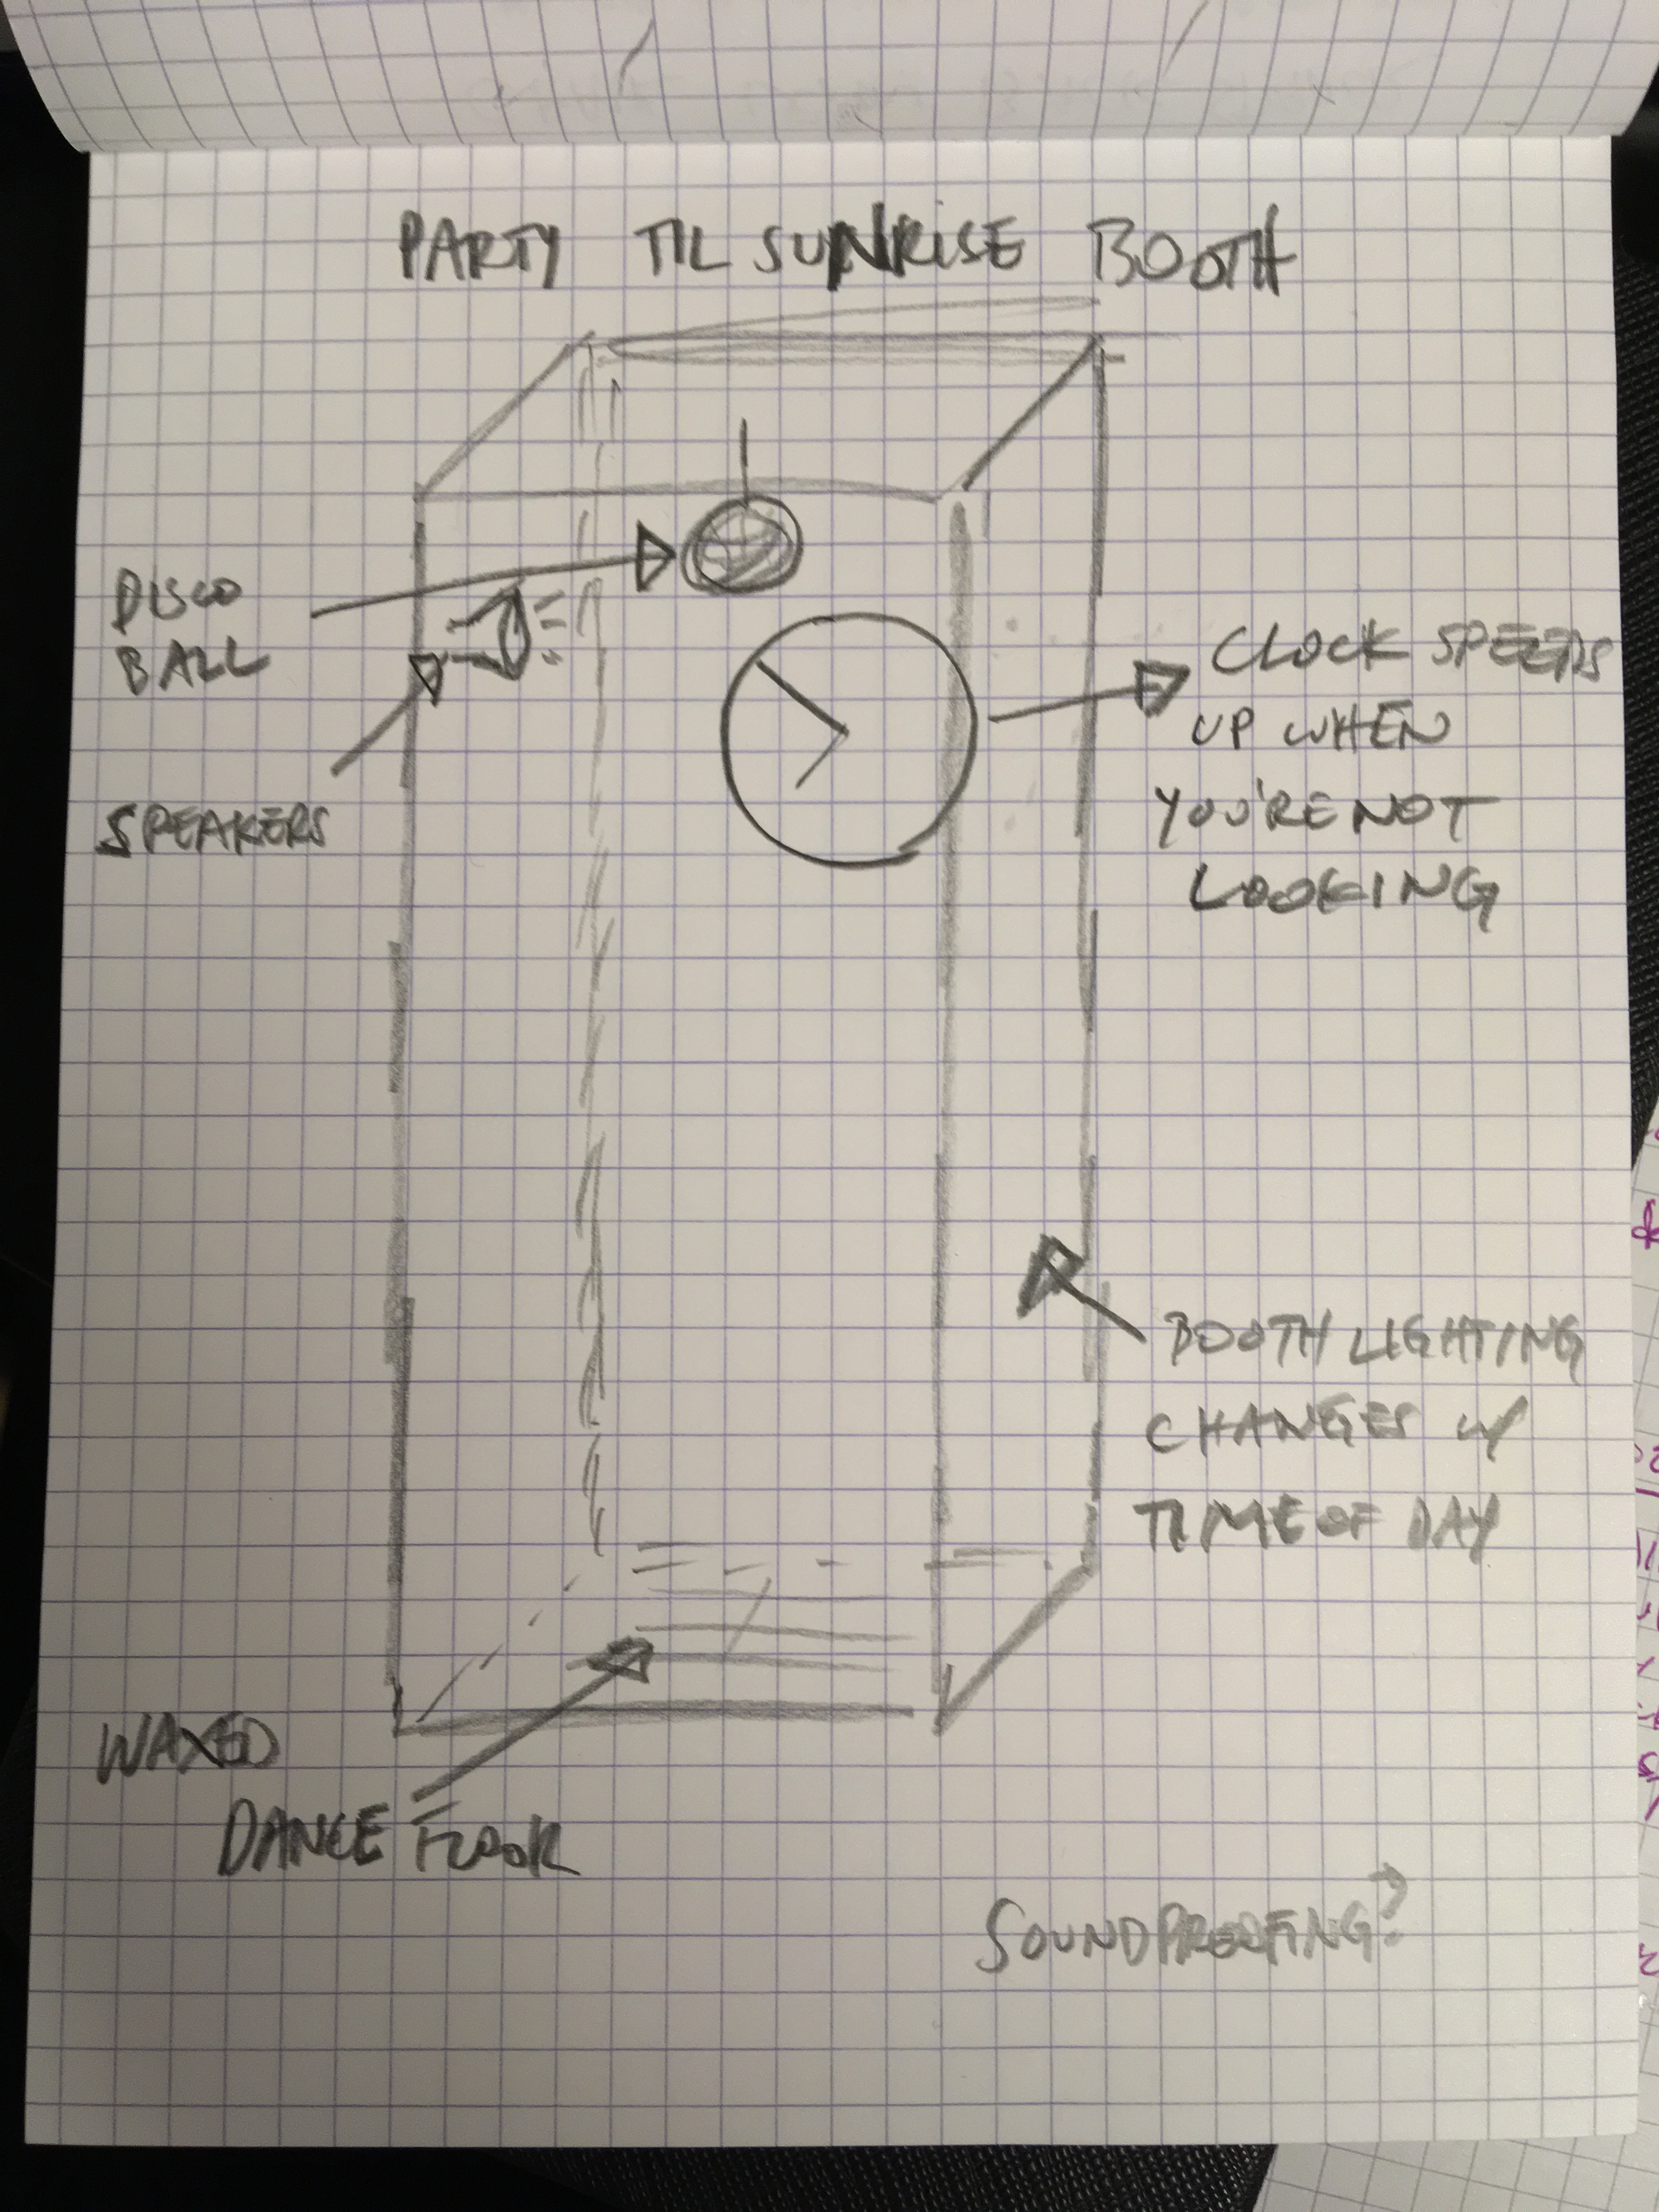 PARTY TIL SUNRISE BOOTH
DISCO
BALL
SPEAKERS
CLOCK SPEEDS
UP WHEN
YOU'RE NOT
LOOKING
BOOTH LIGHTING
CHANGES W/
TIME OF DAY
WAXED
DANCE FLOOR
SOUNDPROOFING?